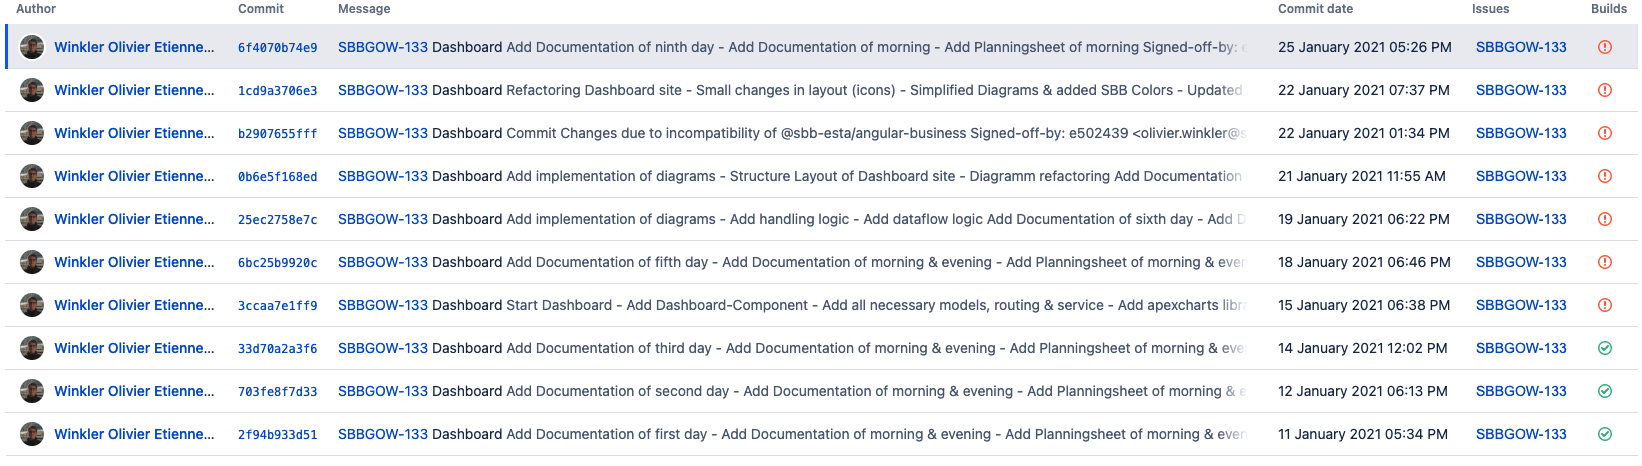 Author Commit Message Commit date Issues Builds
Winkler Olivier Etienne... 6f4070b74e9 SBBGOW-133 Dashboard Add Documentation of ninth day - Add Documentation of morning - Add Planningsheet of morning Signed-off-by: e 25 January 2021 05:26 PM SBBGOW-133
Winkler Olivier Etienne... 1cd9a3706e3 SBBGOW-133 Dashboard Refactoring Dashboard site - Small changes in layout (icons) - Simplified Diagrams & added SBB Colors - Updated 22 January 2021 07:37 PM SBBGOW-133
Winkler Olivier Etienne... b2907655fff SBBGOW-133 Dashboard Commit Changes due to incompatibility of @sbb-esta/angular-business Signed-off-by: e502439 <olivier.winkler@s 22 January 2021 01:34 PM SBBGOW-133
Winkler Olivier Etienne... 0b6e5f168ed SBBGOW-133 Dashboard Add implementation of diagrams - Structure Layout of Dashboard site - Diagramm refactoring Add Documentation 21 January 2021 11:55 AM SBBGOW-133
Winkler Olivier Etienne... 25ec2758e7c SBBGOW-133 Dashboard Add implementation of diagrams - Add handling logic - Add dataflow logic Add Documentation of sixth day - Add D 19 January 2021 06:22 PM SBBGOW-133
Winkler Olivier Etienne... 6bc25b9920c SBBGOW-133 Dashboard Add Documentation of fifth day - Add Documentation of morning & evening - Add Planningsheet of morning & ever 18 January 2021 06:46 PM SBBGOW-133
Winkler Olivier Etienne... 3ccaa7e1ff9 SBBGOW-133 Dashboard Start Dashboard - Add Dashboard-Component - Add all necessary models, routing & service - Add apexcharts libra 15 January 2021 06:38 PM SBBGOW-133
Winkler Olivier Etienne... 33d70a2a3f6 SBBGOW-133 Dashboard Add Documentation of third day - Add Documentation of morning & evening - Add Planningsheet of morning & eve 14 January 2021 12:02 PM SBBGOW-133
Winkler Olivier Etienne... 703fe8f7d33 SBBGOW-133 Dashboard Add Documentation of second day - Add Documentation of morning & evening - Add Planningsheet of morning & e 12 January 2021 06:13 PM SBBGOW-133
Winkler Olivier Etienne... 2f94b933d51 SBBGOW-133 Dashboard Add Documentation of first day - Add Documentation of morning & evening - Add Planningsheet of morning & even 11 January 2021 05:34 PM SBBGOW-133